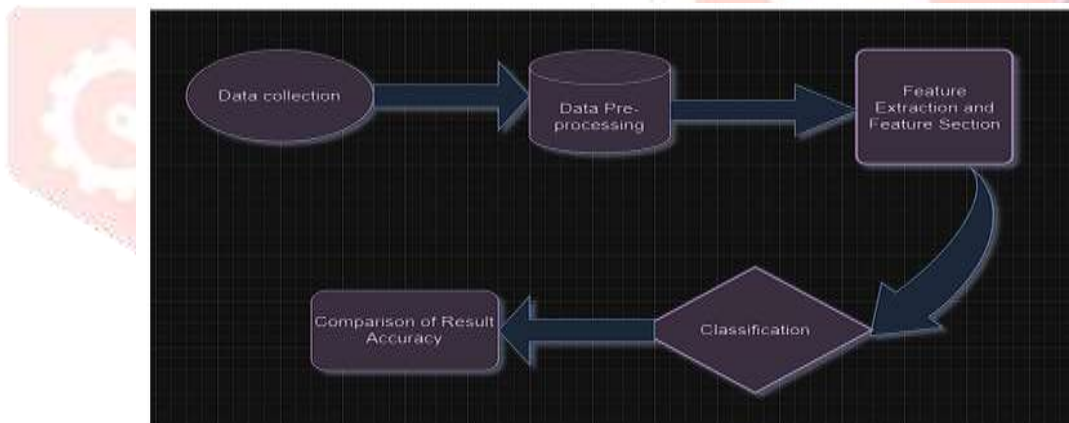 Data collection
Data Pre-
processing
Feature
Extraction and
Feature Section
Classification
Comparison of Result
Accuracy